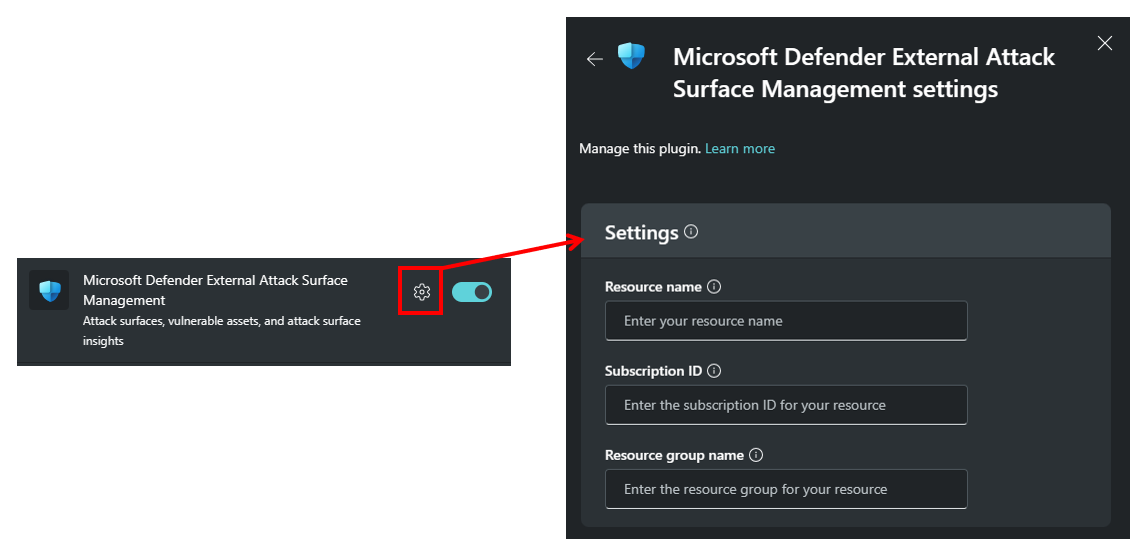 Microsoft Defender External Attack Surface
Management
Attack surfaces, vulnerable assets, and attack surface
insights
Microsoft Defender External Attack
Surface Management settings
Manage this plugin. Learn more
Settings
Resource name
Enter your resource name
Subscription ID
Enter the subscription ID for your resource
Resource group name
Enter the resource group for your resource